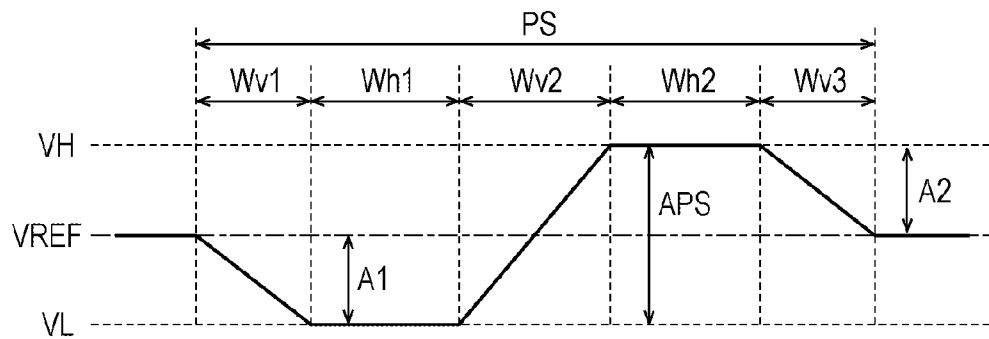 PS
Wv1 Wh1 Wv2 Wh2 Wv3
VH
APS
A2
VREF
A1
VL